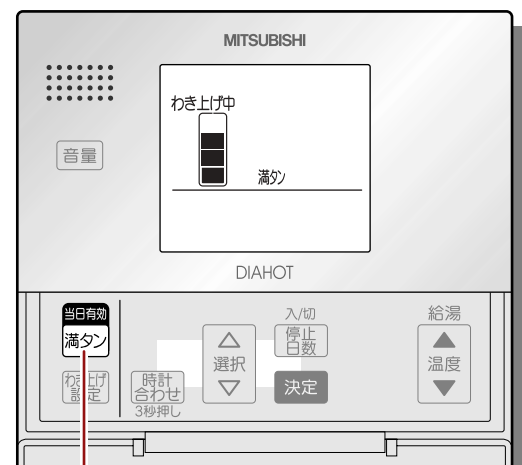 MITSUBISHI
わき上げ中
満タン
音量
DIAHOT
当日有効
満タン
わき上げ
設定
時計
合わせ
3秒押し
選択
入/切
停止
日数
決定
給湯
温度